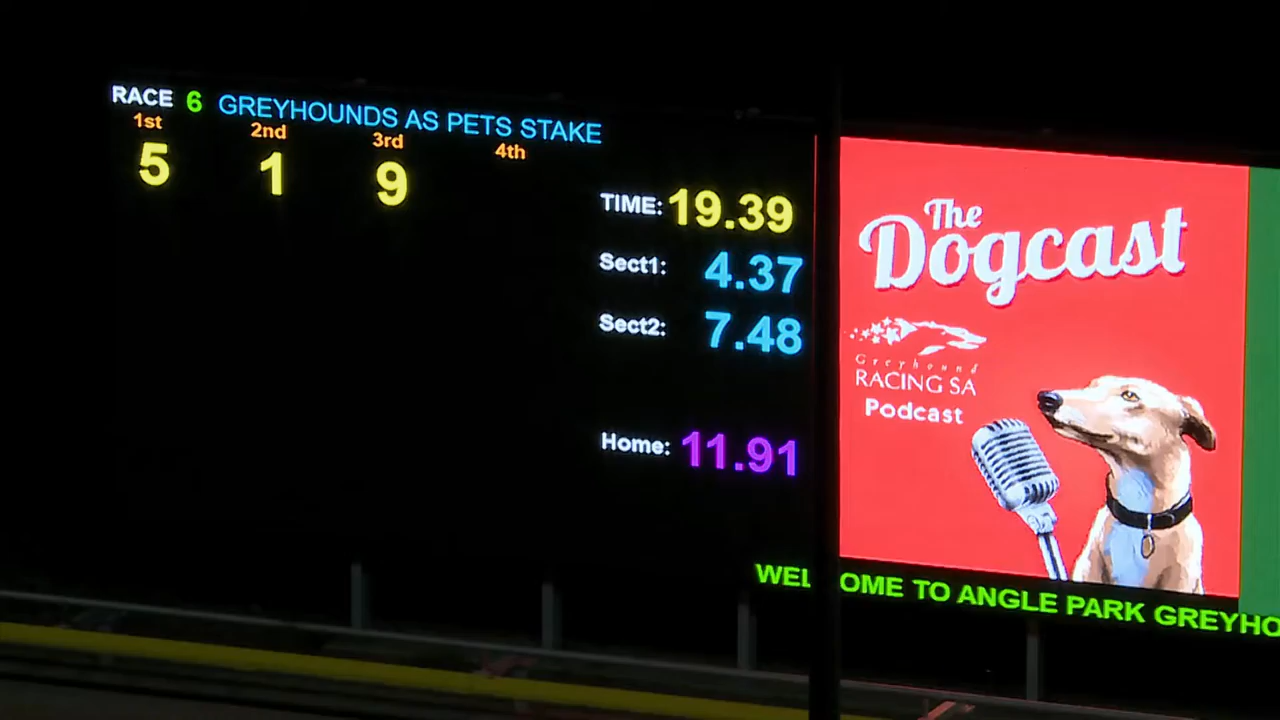 RACE 6 GREYHOUNDS AS PETS STAKE
1st 2nd 3rd 4th
5 1 9
TIME: 19.39
Sect1: 4.37
Sect2: 7.48
Home: 11.91
The
Dogcast
Greyhound
RACING SA
Podcast
WEL OME TO ANGLE PARK GREYHO